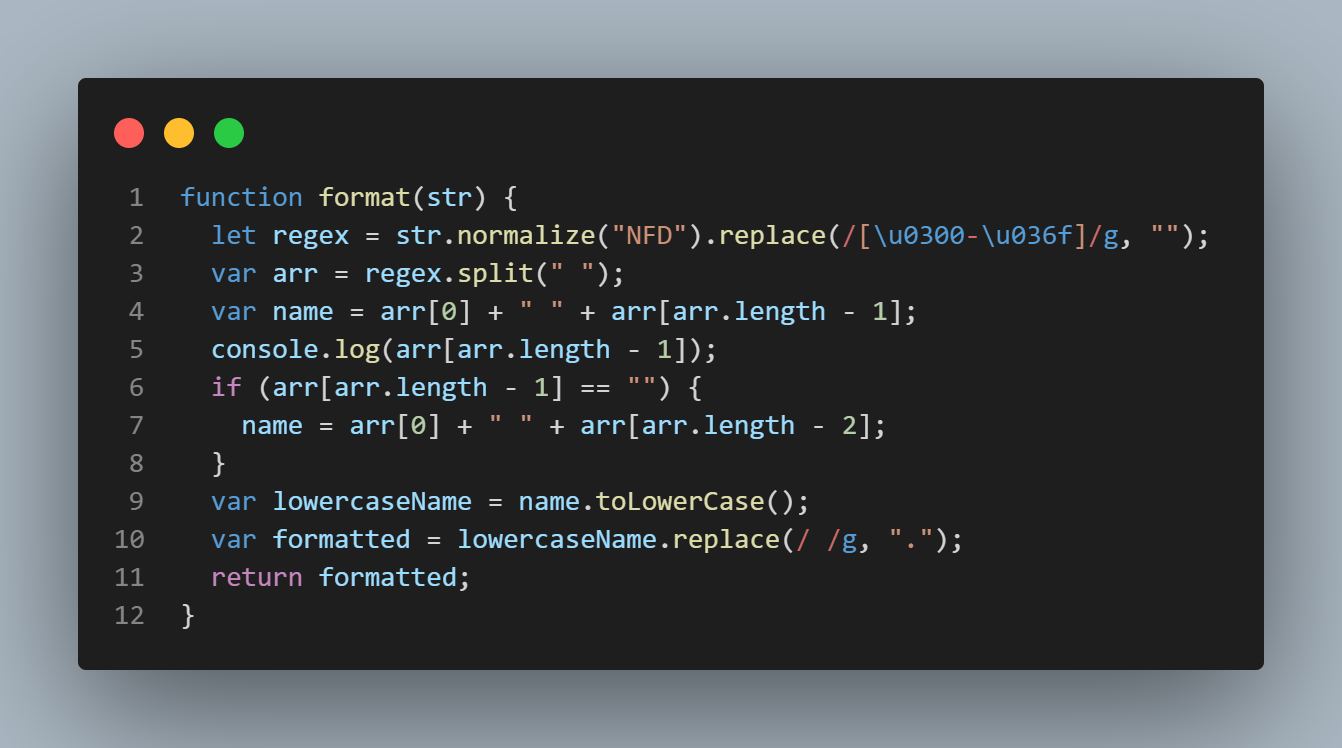 1 function format(str) {
2   let regex = str.normalize("NFD").replace(/[\u0300-\u036f]/g, "");
3   var arr = regex.split(" ");
4   var name = arr[0] + " " + arr[arr.length - 1];
5   console.log(arr[arr.length - 1]);
6   if (arr[arr.length - 1] == "") {
7     name = arr[0] + " " + arr[arr.length - 2];
8   }
9   var lowercaseName = name.toLowerCase();
10   var formatted = lowercaseName.replace(/ /g, ".");
11   return formatted;
12 }